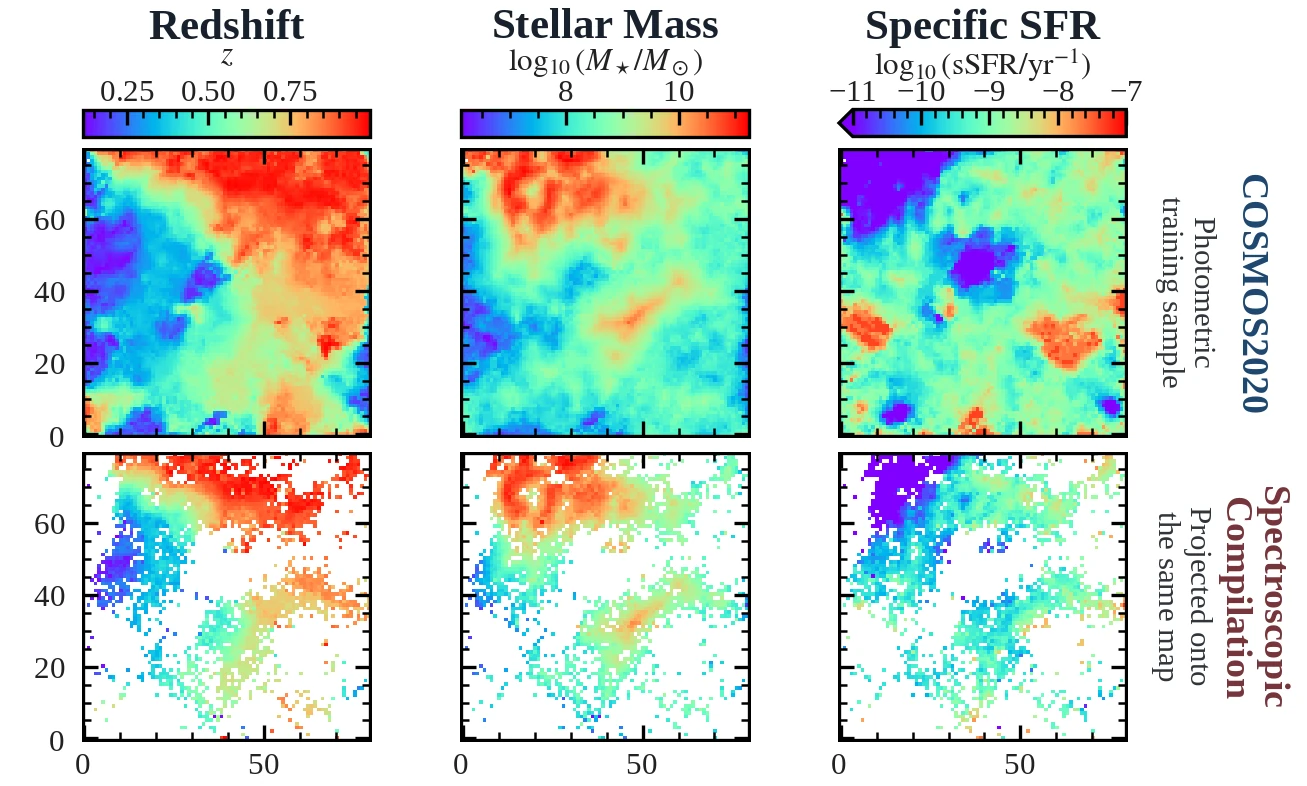 Redshift
z
0.25 0.50 0.75
Stellar Mass
log₁₀(M⋆/M⊙)
8 10
Specific SFR
log₁₀(sSFR/yr⁻¹)
−11 −10 −9 −8 −7
60
40
20
0
COSMOS2020
Photometric
training sample
60
40
20
0
0 50
0 50
0 50
Spectroscopic
Compilation
Projected onto
the same map